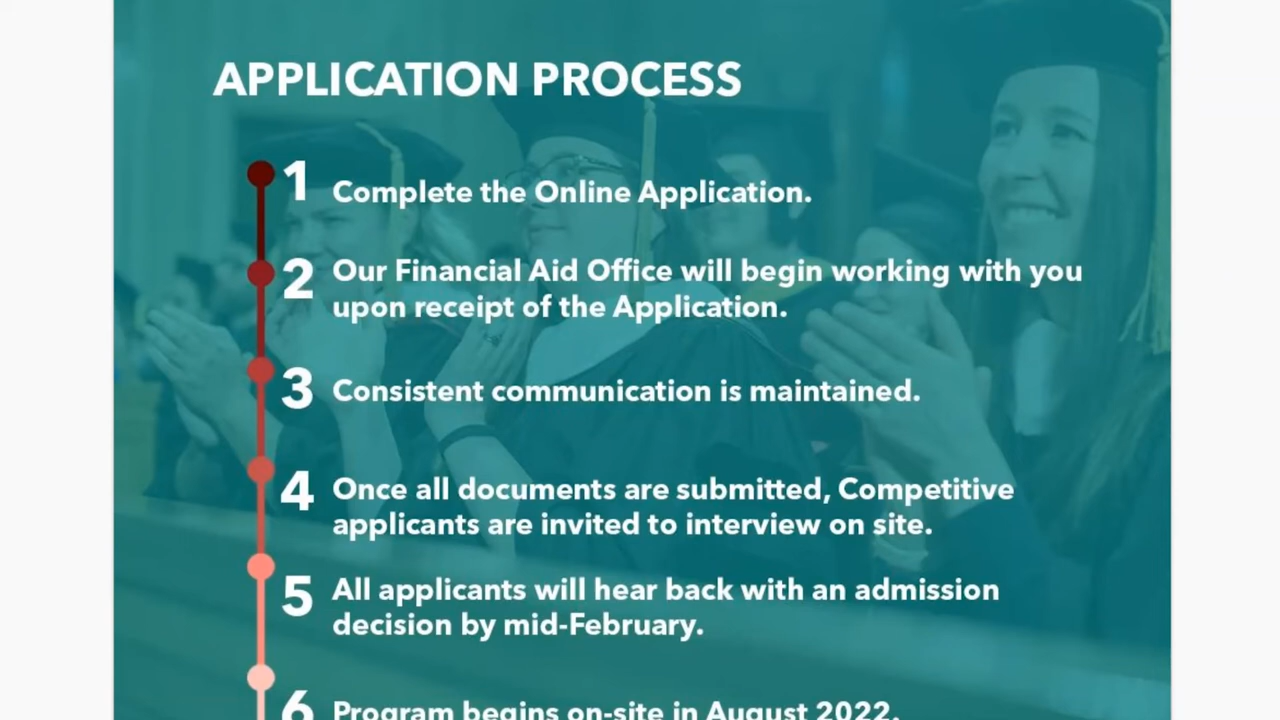 APPLICATION PROCESS
1 Complete the Online Application.
2 Our Financial Aid Office will begin working with you
upon receipt of the Application.
3 Consistent communication is maintained.
4 Once all documents are submitted, Competitive
applicants are invited to interview on site.
5 All applicants will hear back with an admission
decision by mid-February.
6 Program begins on-site in August 2022.